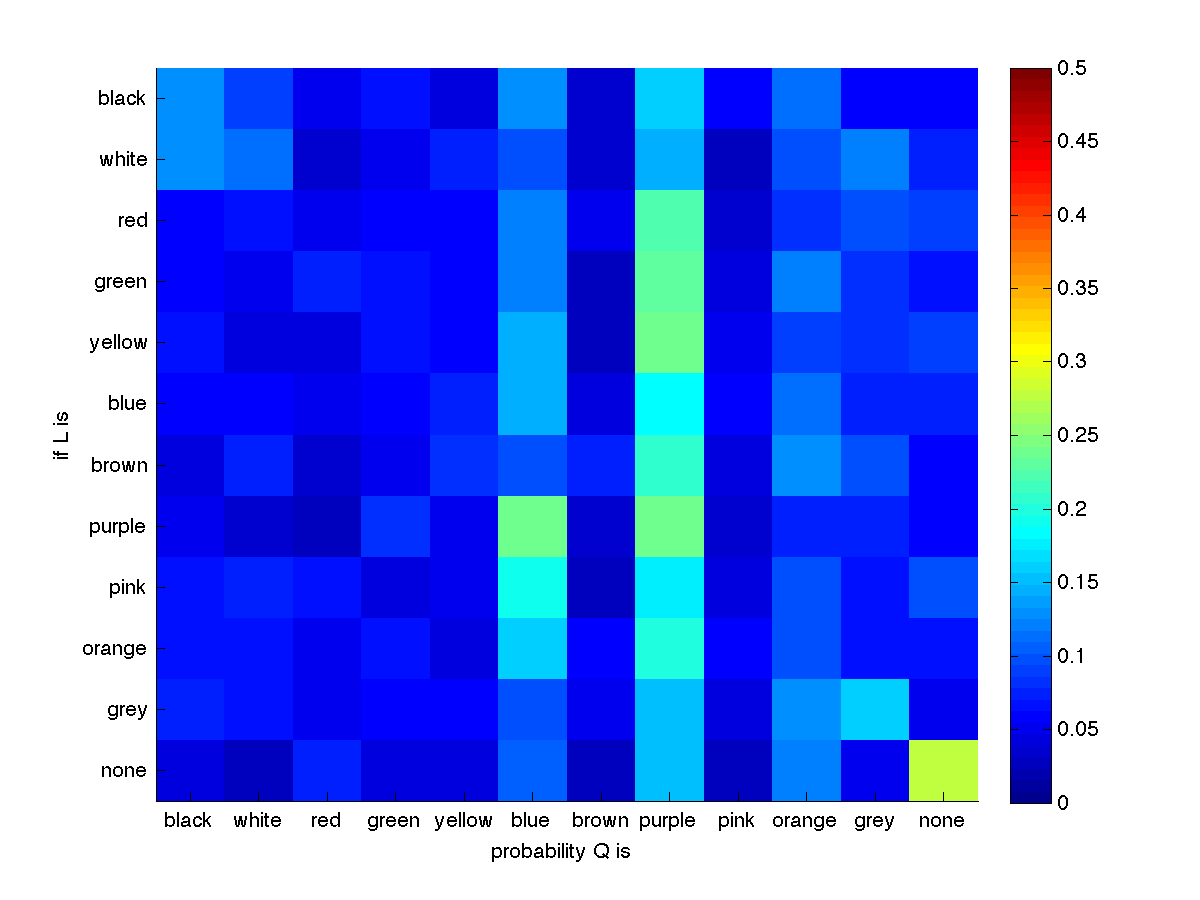 black
white
red
green
yellow
blue
brown
purple
pink
orange
grey
none
if L is
black white red green yellow blue brown purple pink orange grey none
probability Q is
0.5
0.45
0.4
0.35
0.3
0.25
0.2
0.15
0.1
0.05
0